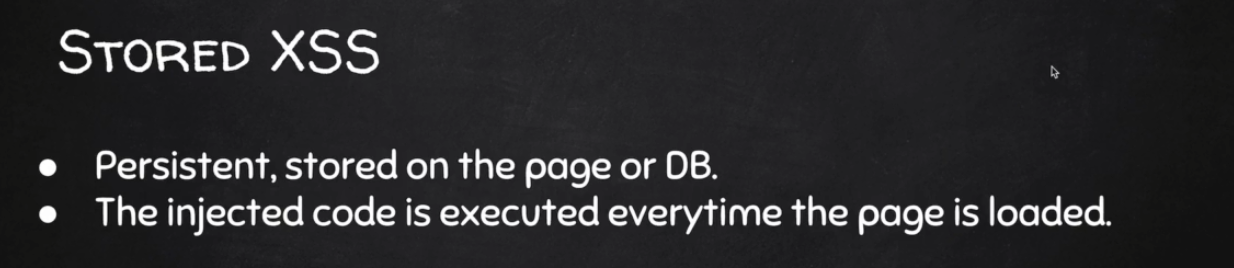 Stored XSS
● Persistent, stored on the page or DB.
● The injected code is executed everytime the page is loaded.